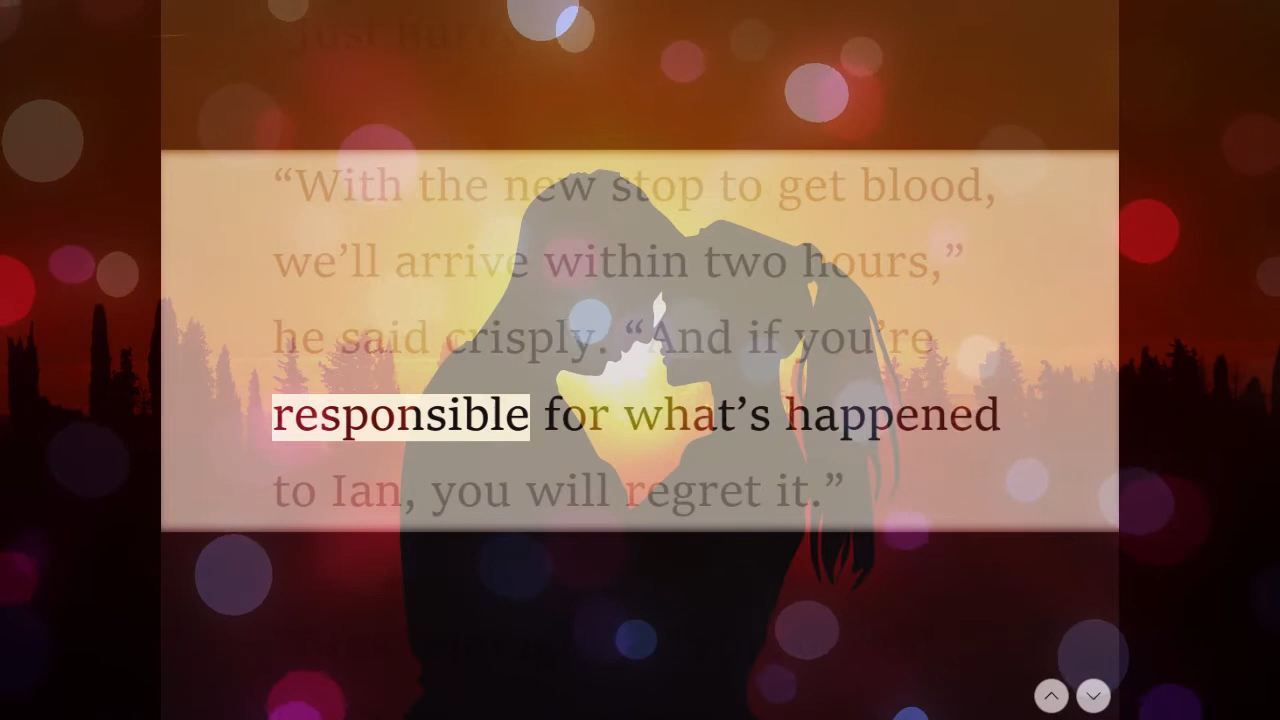 “With the new stop to get blood,
we’ll arrive within two hours,”
he said crisply. “And if you’re
responsible for what’s happened
to Ian, you will regret it.”